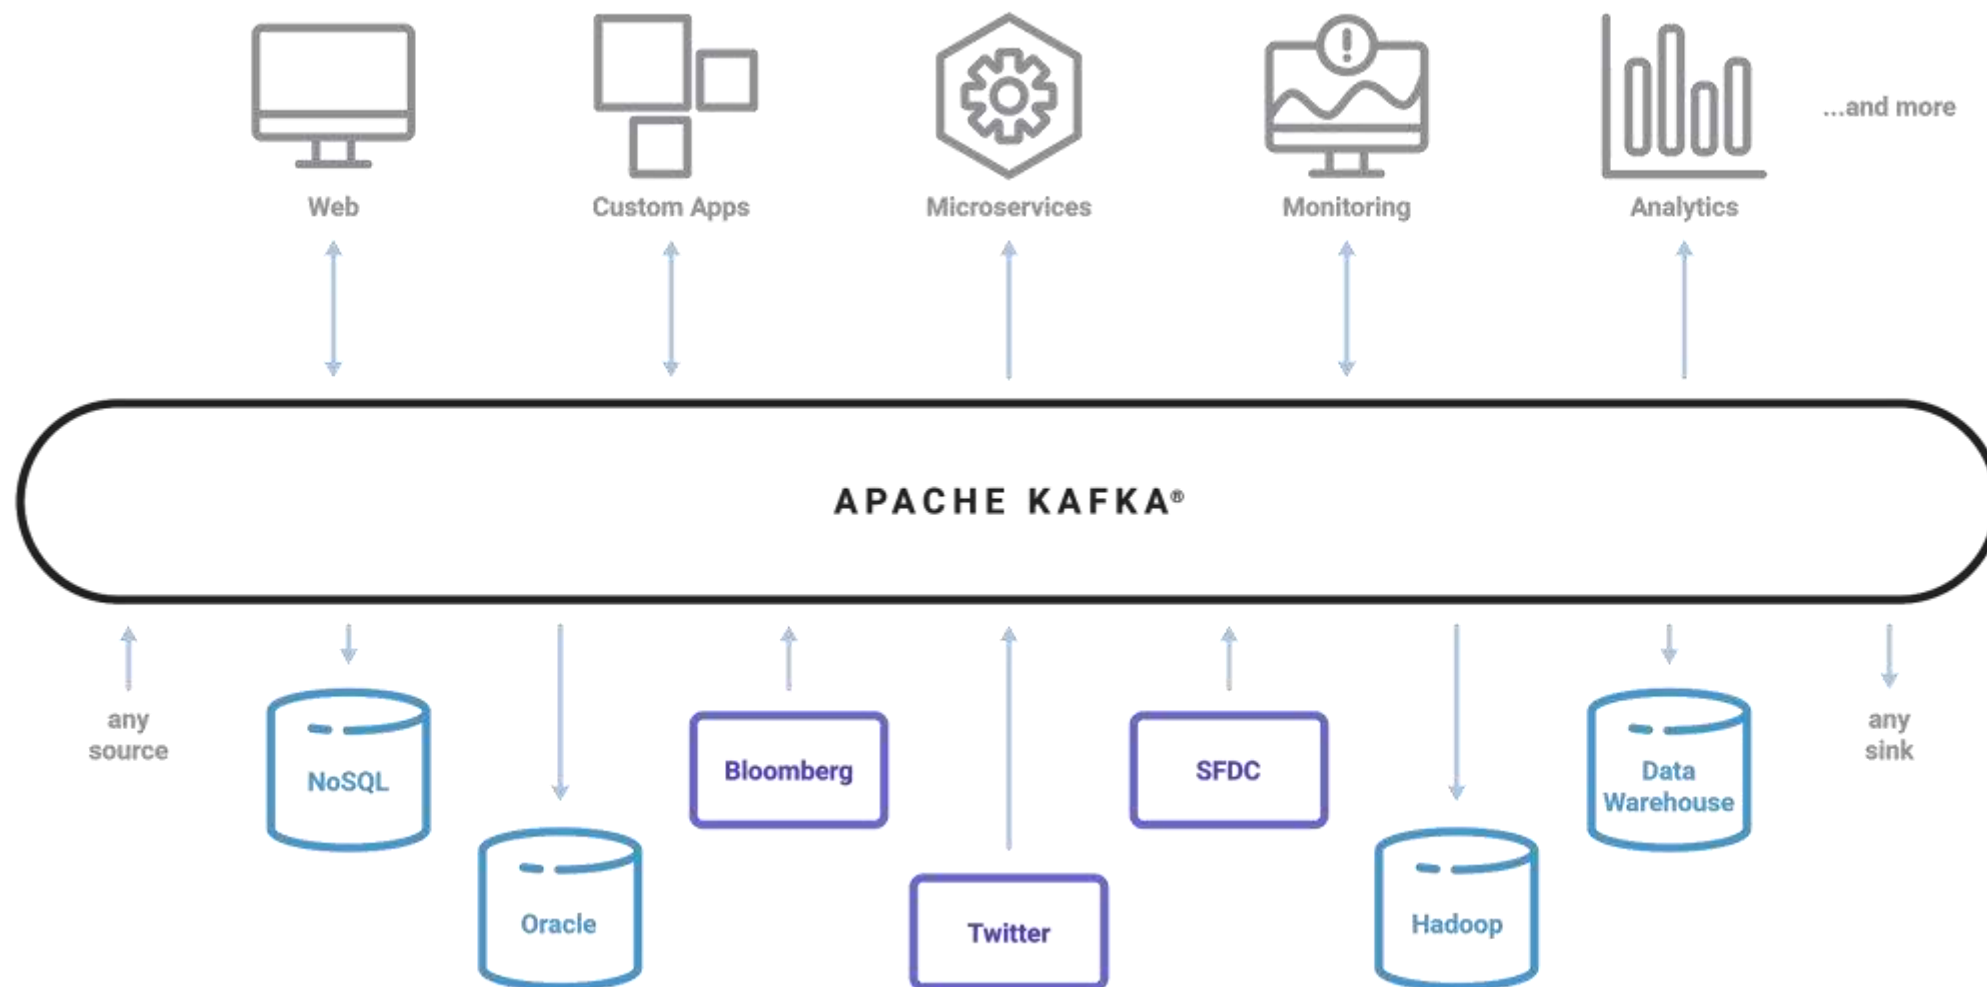 ...and more
Web
Custom Apps
Microservices
Monitoring
Analytics
APACHE KAFKA®
any
source
NoSQL
Oracle
Bloomberg
Twitter
SFDC
Hadoop
Data
Warehouse
any
sink